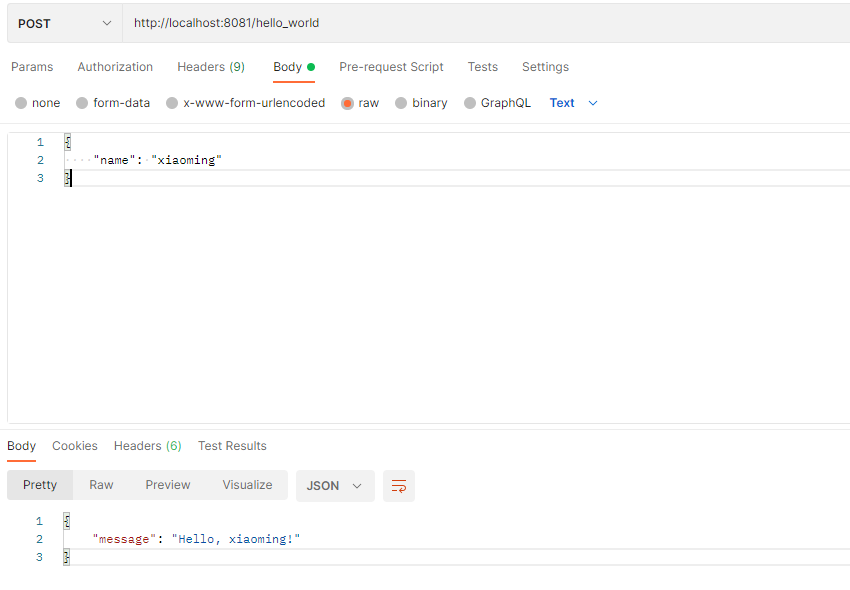 POST http://localhost:8081/hello_world
Params Authorization Headers (9) Body Pre-request Script Tests Settings
none form-data x-www-form-urlencoded raw binary GraphQL Text
1 {
2 "name": "xiaoming"
3 }
Body Cookies Headers (6) Test Results
Pretty Raw Preview Visualize JSON
1 {
2 "message": "Hello, xiaoming!"
3 }